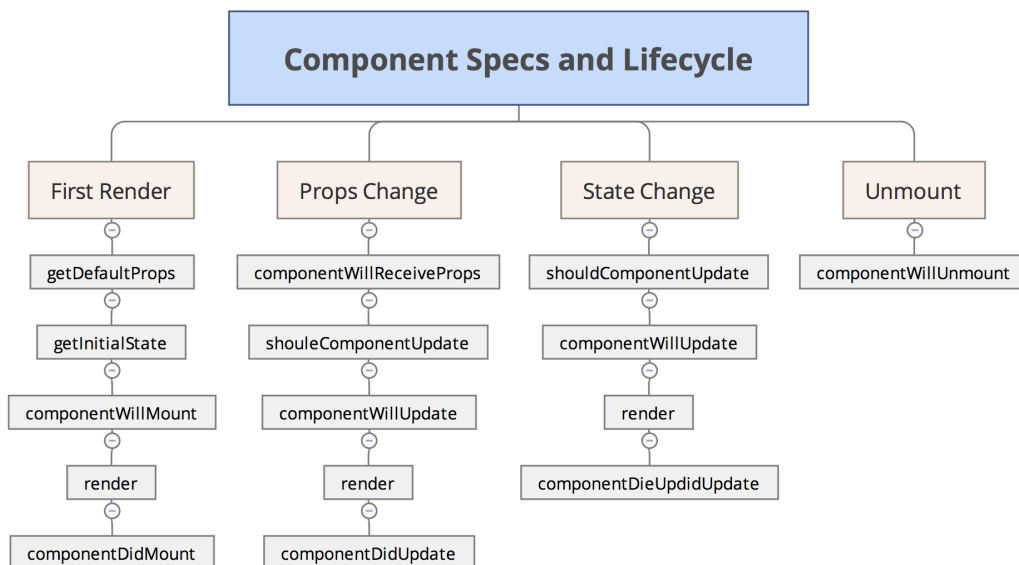 Component Specs and Lifecycle
First Render
getDefaultProps
getInitialState
componentWillMount
render
componentDidMount
Props Change
componentWillReceiveProps
shouleComponentUpdate
componentWillUpdate
render
componentDidUpdate
State Change
shouldComponentUpdate
componentWillUpdate
render
componentDieUpdidUpdate
Unmount
componentWillUnmount